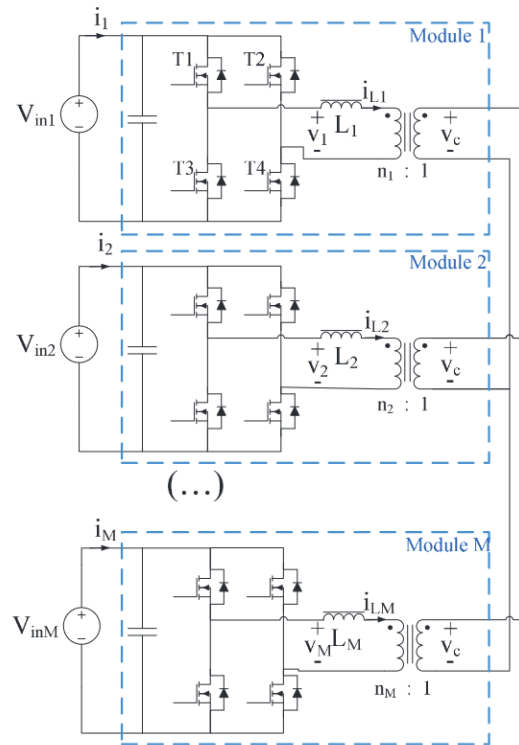 i1
Module 1
T1 T2
iL1
Vin1
+
-
+
v1
-
L1
+
vc
-
T3 T4
n1 : 1
i2
Module 2
iL2
Vin2
+
-
+
v2
-
L2
+
vc
-
n2 : 1
(...)
iM
Module M
iLM
VinM
+
-
+
vM
-
LM
+
vc
-
nM : 1